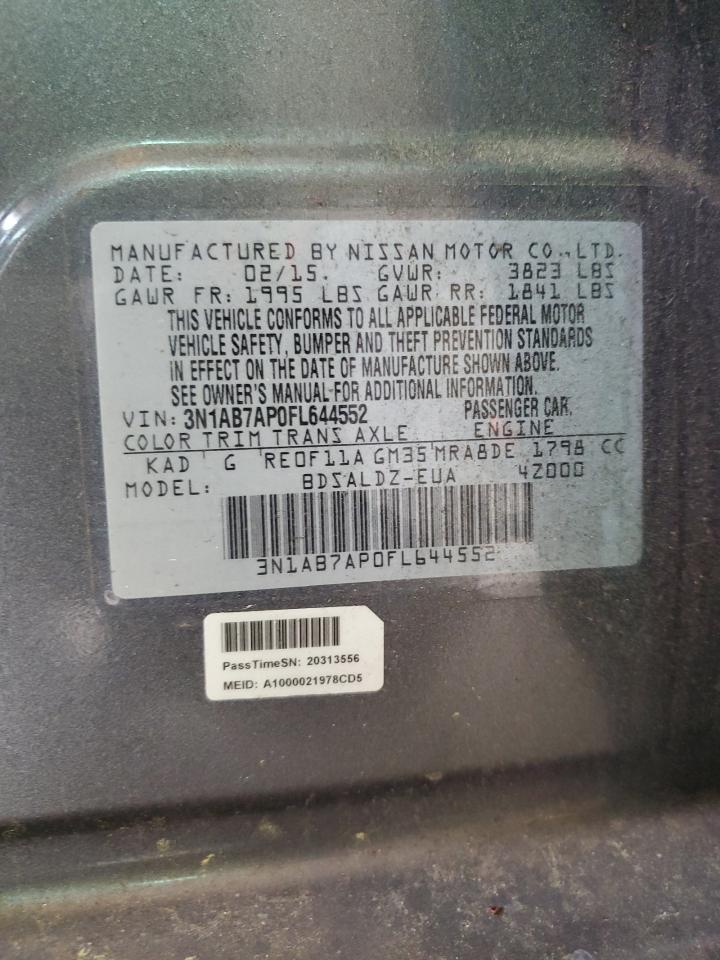 MANUFACTURED BY NISSAN MOTOR CO.,LTD.
DATE: 02/15. GVWR: 3823 LBS
GAWR FR: 1995 LBS GAWR RR: 1841 LBS
THIS VEHICLE CONFORMS TO ALL APPLICABLE FEDERAL MOTOR
VEHICLE SAFETY, BUMPER AND THEFT PREVENTION STANDARDS
IN EFFECT ON THE DATE OF MANUFACTURE SHOWN ABOVE.
SEE OWNER'S MANUAL FOR ADDITIONAL INFORMATION.
VIN: 3N1AB7AP0FL644552 PASSENGER CAR.
COLOR TRIM TRANS AXLE ENGINE
KAD G RE0F11A GM35 MRA8DE 1798 CC
MODEL: BDSALDZ-EUA 42000
3N1AB7AP0FL644552
PassTimeSN: 20313556
MEID: A1000021978CD5